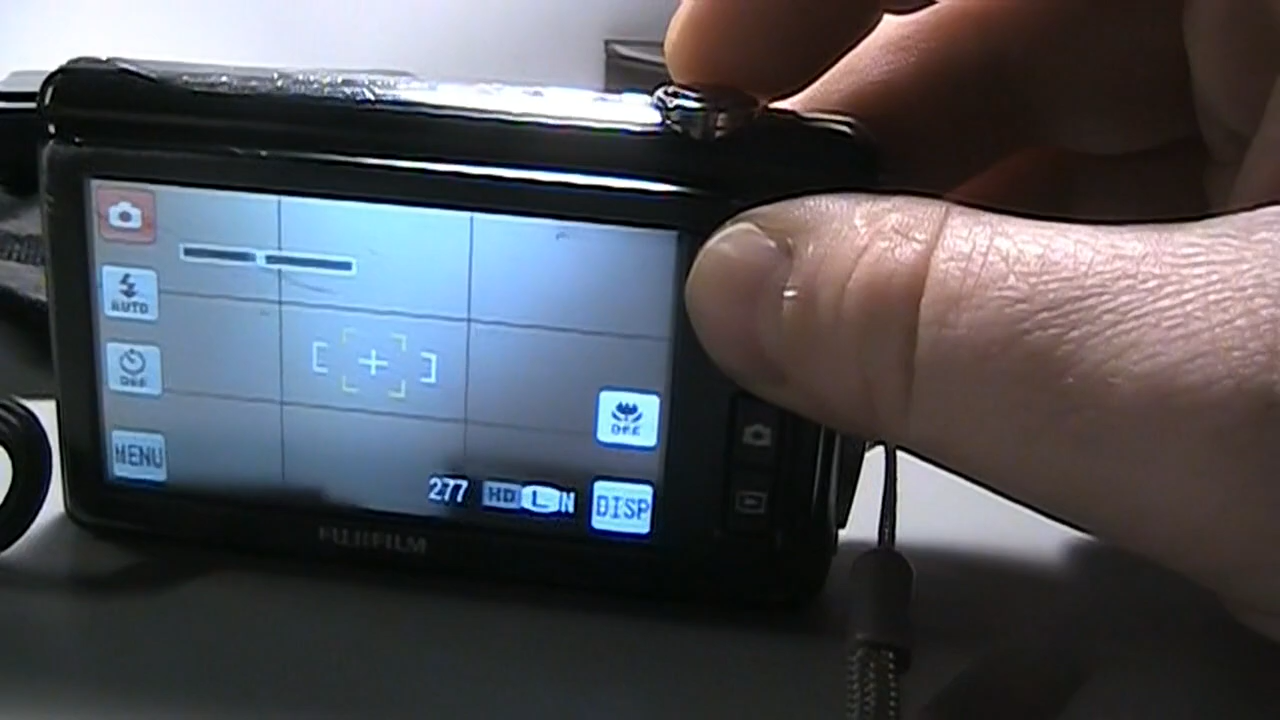 AUTO
OFF
MENU
OFF
277 HD L N
DISP
FUJIFILM